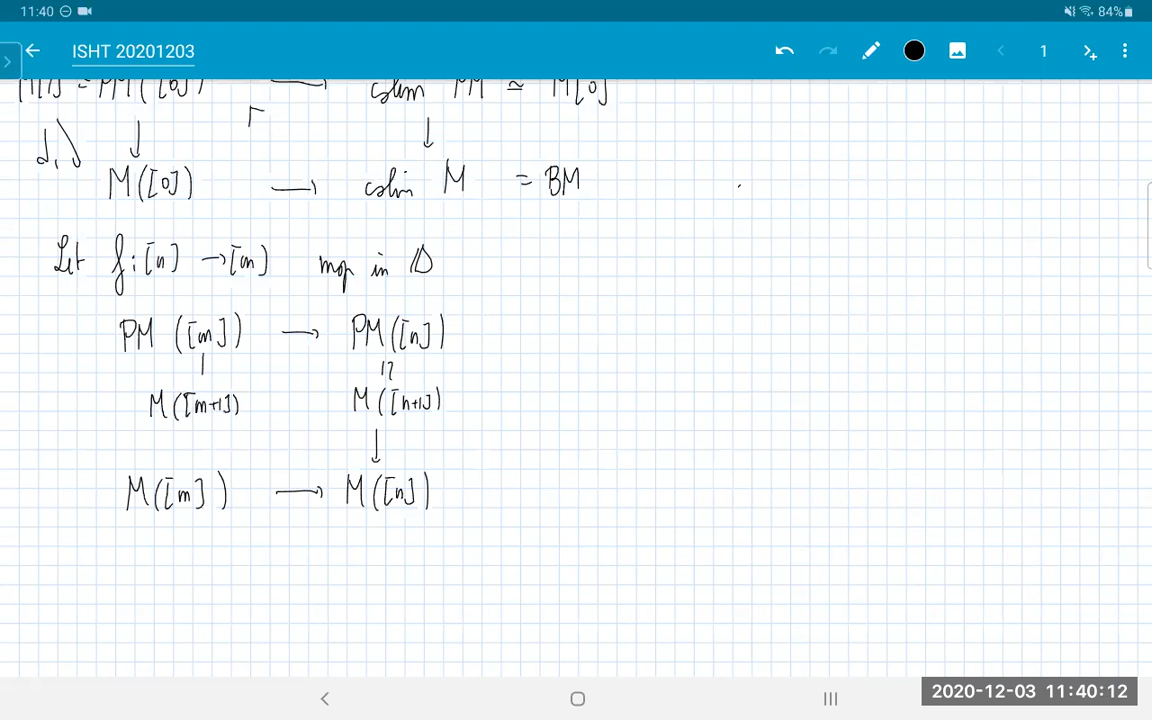 11:40 84%
ISHT 20201203 1
M[1] = PM([0]) → colim PM ≃ M[0]
d₁
M([0]) → colim M = BM
Let f: [n] → [m] map in Δ
PM([m]) → PM([n])
M([m+1]) M([n+1])
M([m]) → M([n])
2020-12-03 11:40:12